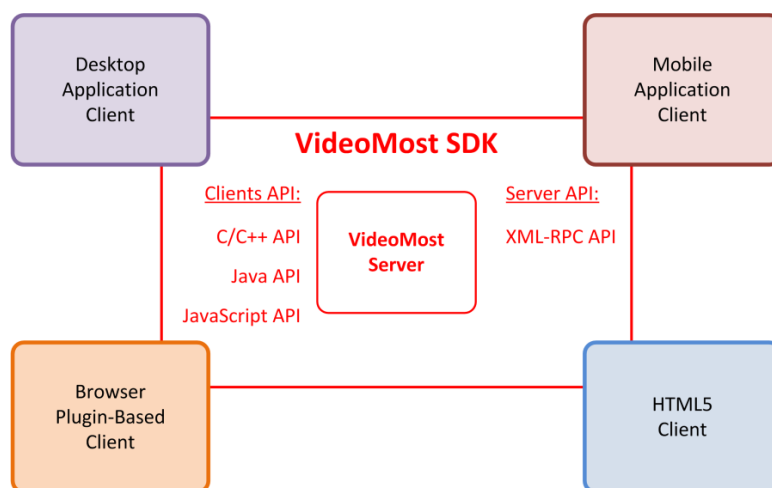 Desktop
Application
Client
Mobile
Application
Client
VideoMost SDK
Clients API:
C/C++ API
Java API
JavaScript API
VideoMost
Server
Server API:
XML-RPC API
Browser
Plugin-Based
Client
HTML5
Client